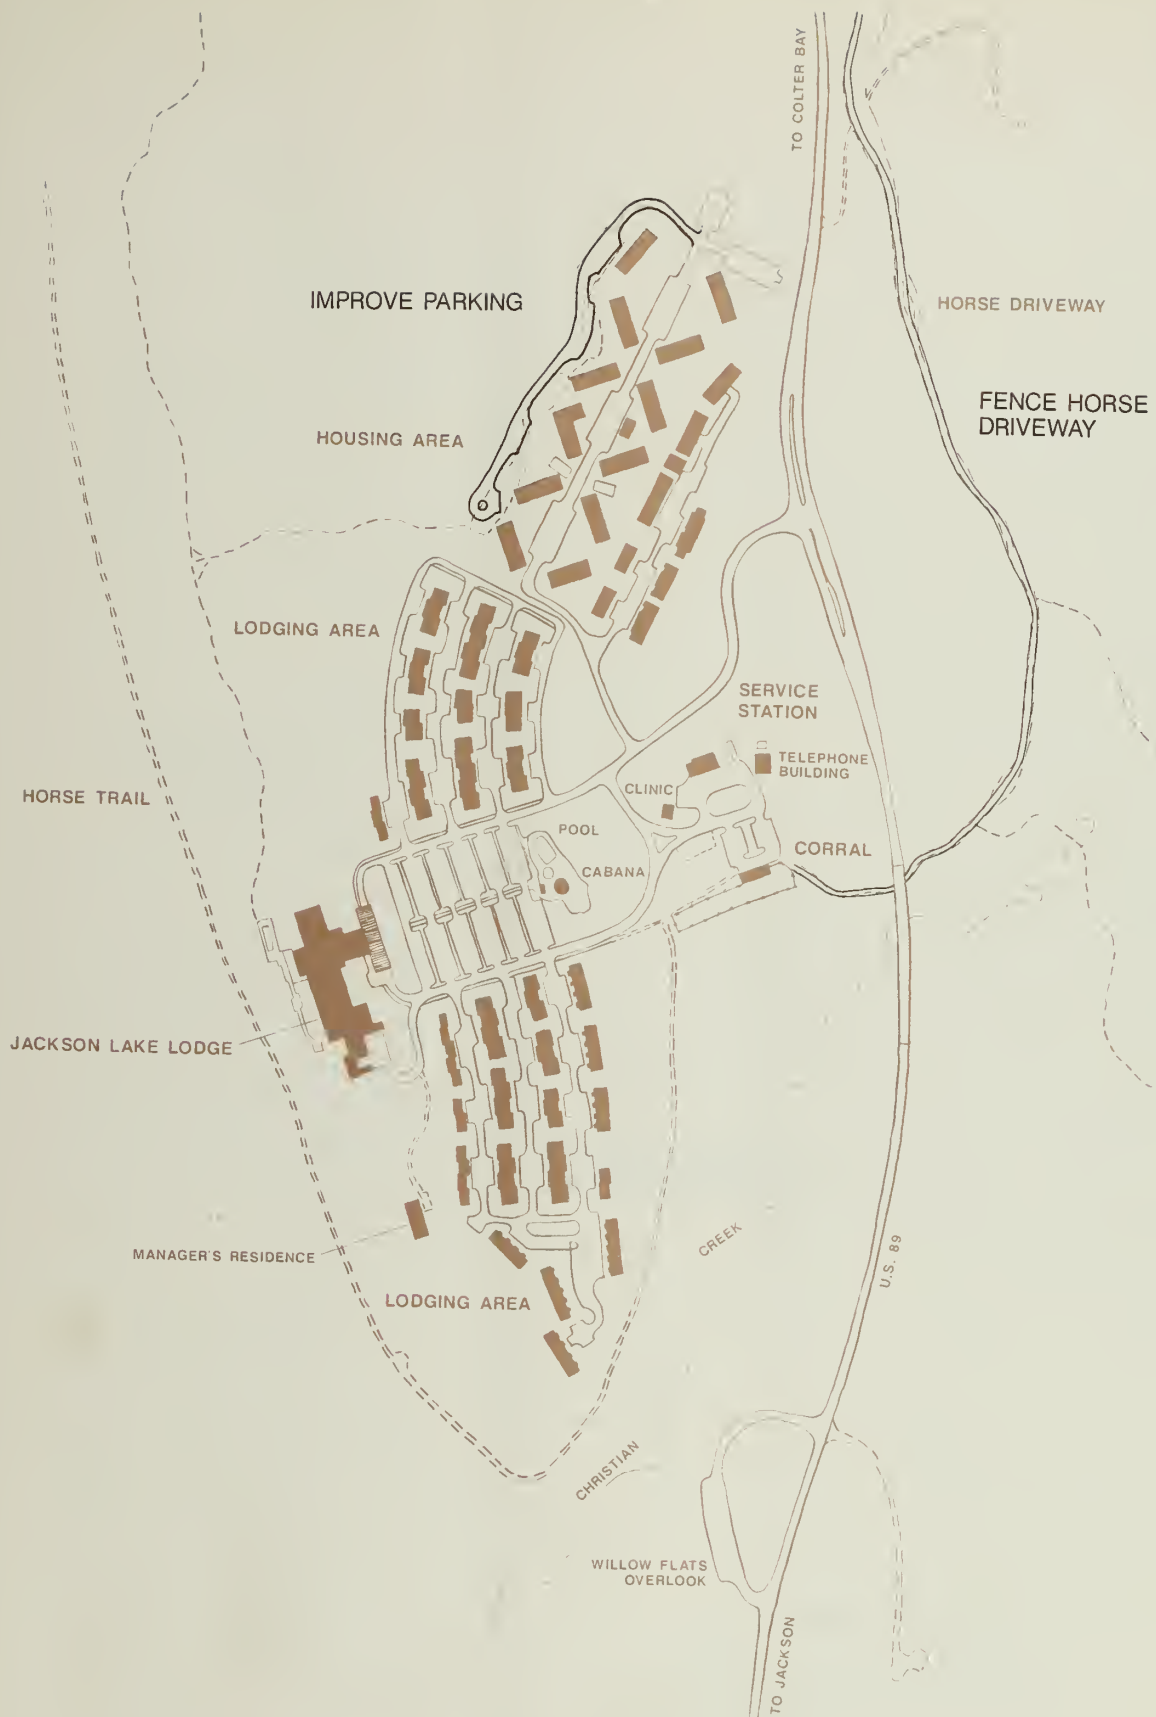 TO COLTER BAY
IMPROVE PARKING
HORSE DRIVEWAY
FENCE HORSE
DRIVEWAY
HOUSING AREA
LODGING AREA
SERVICE
STATION
TELEPHONE
BUILDING
CLINIC
HORSE TRAIL
POOL
CORRAL
CABANA
JACKSON LAKE LODGE
MANAGER'S RESIDENCE
CREEK
U.S. 89
LODGING AREA
CHRISTIAN
WILLOW FLATS
OVERLOOK
TO JACKSON